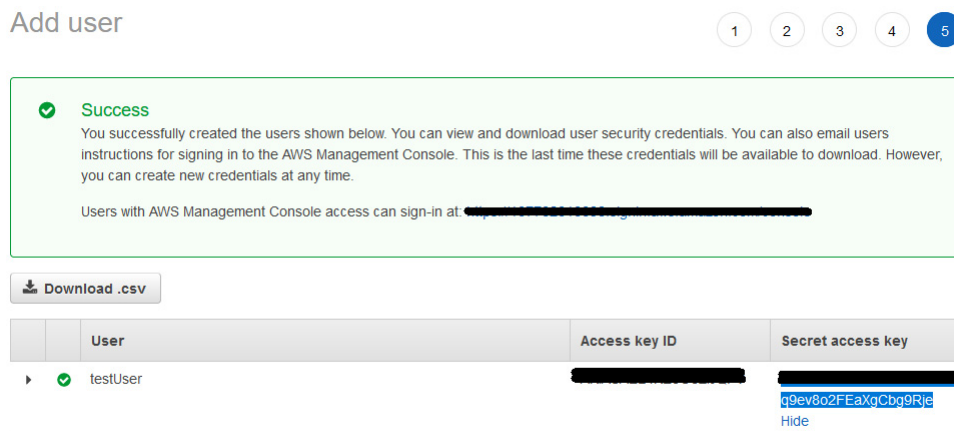 Add user
1 2 3 4 5
Success
You successfully created the users shown below. You can view and download user security credentials. You can also email users
instructions for signing in to the AWS Management Console. This is the last time these credentials will be available to download. However,
you can create new credentials at any time.
Users with AWS Management Console access can sign-in at:
Download .csv
User Access key ID Secret access key
testUser
q9ev8o2FEaXgCbg9Rje
Hide